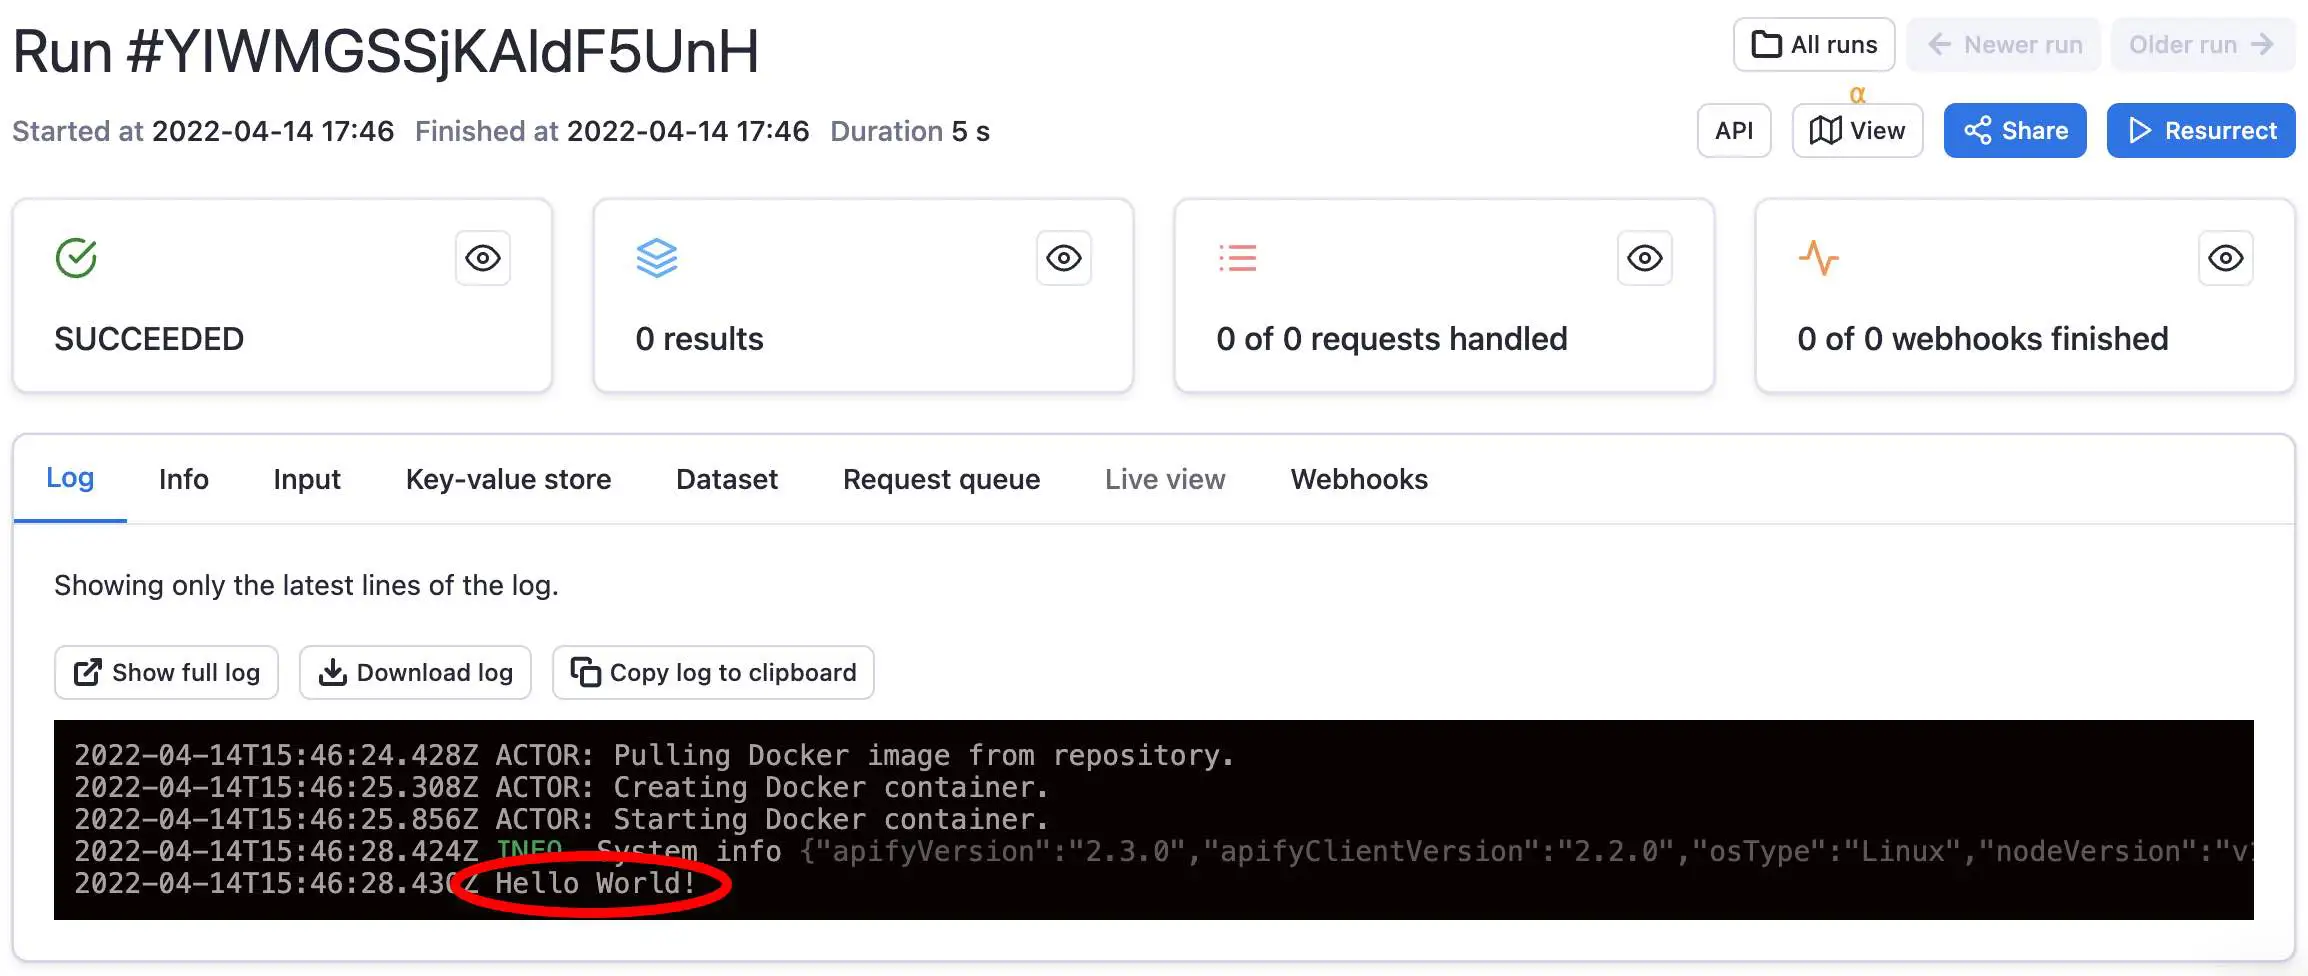 Run #YIWMGSSjKAldF5UnH
All runs
Newer run
Older run
Started at 2022-04-14 17:46 Finished at 2022-04-14 17:46 Duration 5 s
α
API
View
Share
Resurrect
SUCCEEDED
0 results
0 of 0 requests handled
0 of 0 webhooks finished
Log Info Input Key-value store Dataset Request queue Live view Webhooks
Showing only the latest lines of the log.
Show full log
Download log
Copy log to clipboard
2022-04-14T15:46:24.428Z ACTOR: Pulling Docker image from repository.
2022-04-14T15:46:25.308Z ACTOR: Creating Docker container.
2022-04-14T15:46:25.856Z ACTOR: Starting Docker container.
2022-04-14T15:46:28.424Z INFO System info {"apifyVersion":"2.3.0","apifyClientVersion":"2.2.0","osType":"Linux","nodeVersion":"v
2022-04-14T15:46:28.430Z Hello World!